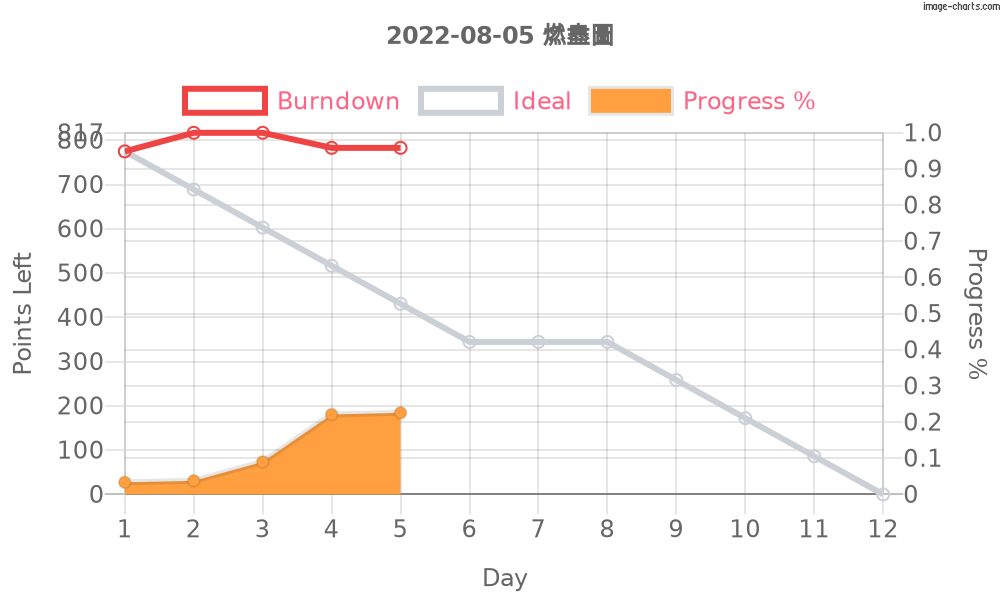 image-charts.com
2022-08-05 燃盡圖
Burndown
Ideal
Progress %
817
800
700
600
500
400
300
200
100
0
Points Left
1.0
0.9
0.8
0.7
0.6
0.5
0.4
0.3
0.2
0.1
0
Progress %
1 2 3 4 5 6 7 8 9 10 11 12
Day